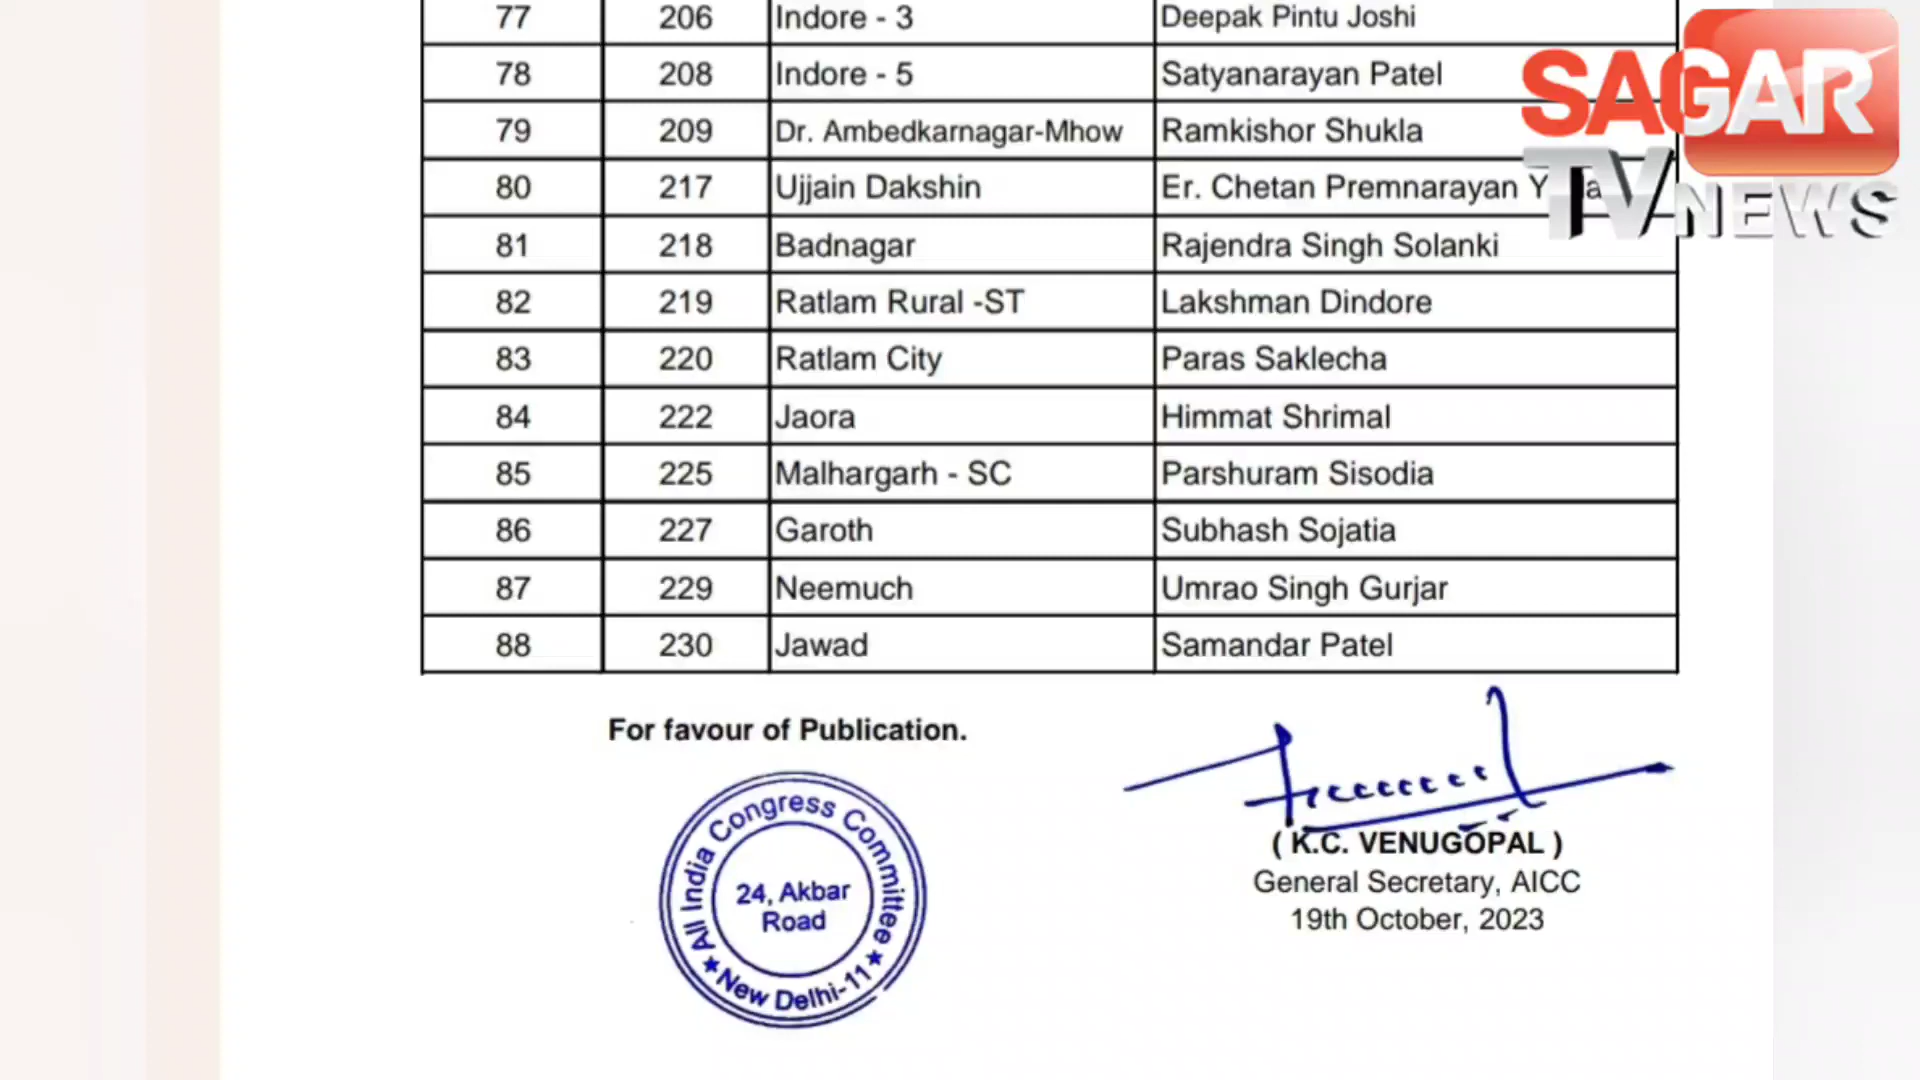 77 206 Indore - 3 Deepak Pintu Joshi
78 208 Indore - 5 Satyanarayan Patel
79 209 Dr. Ambedkarnagar-Mhow Ramkishor Shukla
80 217 Ujjain Dakshin Er. Chetan Premnarayan
81 218 Badnagar Rajendra Singh Solanki
82 219 Ratlam Rural -ST Lakshman Dindore
83 220 Ratlam City Paras Saklecha
84 222 Jaora Himmat Shrimal
85 225 Malhargarh - SC Parshuram Sisodia
86 227 Garoth Subhash Sojatia
87 229 Neemuch Umrao Singh Gurjar
88 230 Jawad Samandar Patel
SAGAR
TV NEWS
For favour of Publication.
All India Congress Committee
24, Akbar
Road
★ New Delhi-11 ★
( K.C. VENUGOPAL )
General Secretary, AICC
19th October, 2023